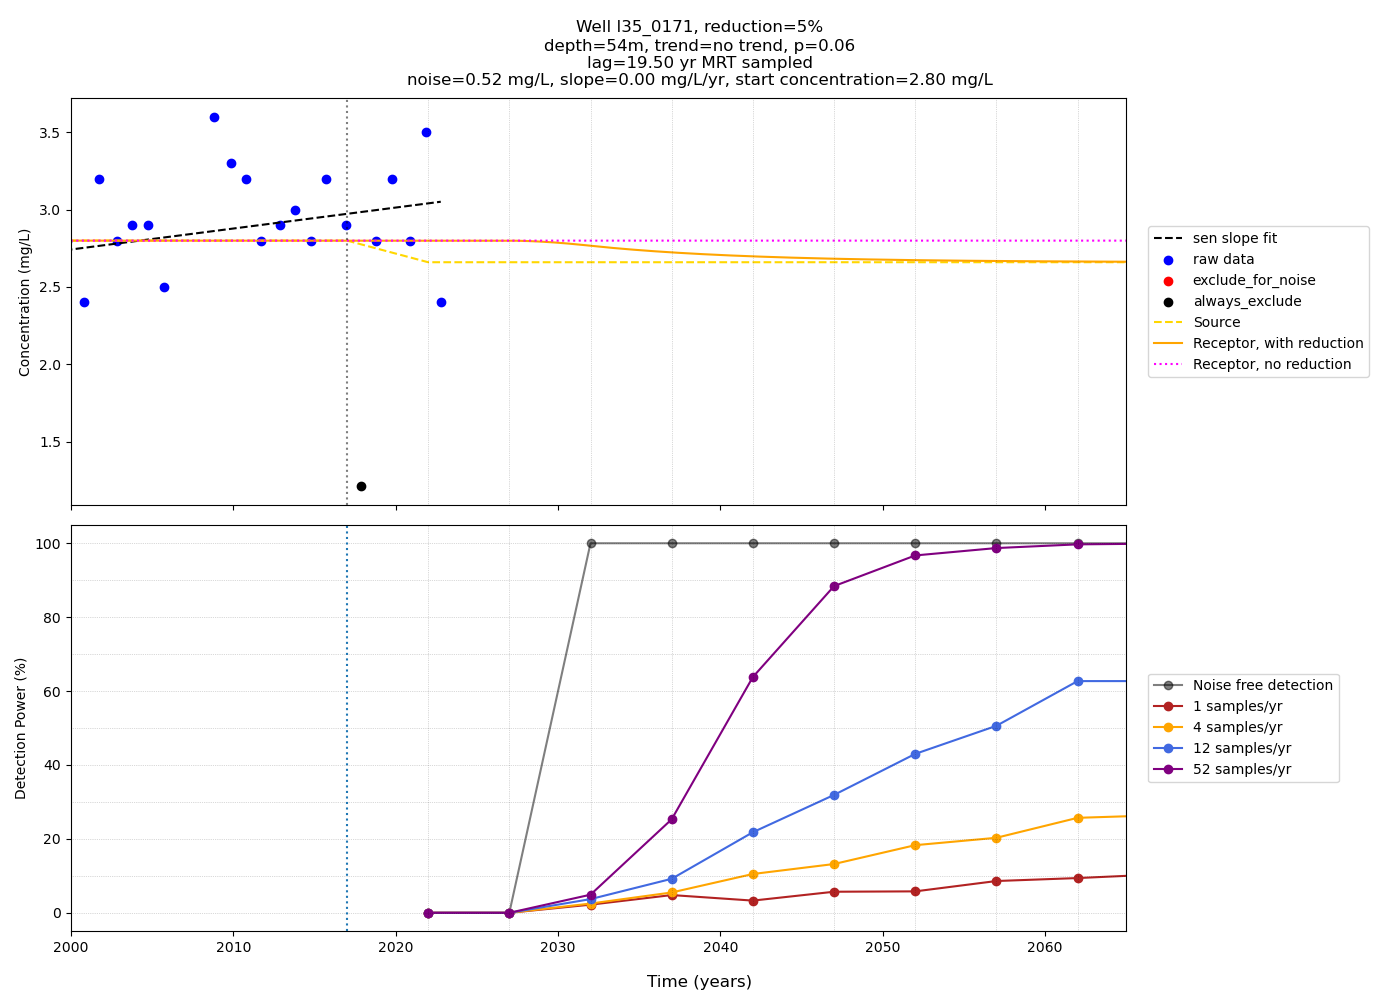 Well l35_0171, reduction=5%
depth=54m, trend=no trend, p=0.06
lag=19.50 yr MRT sampled
noise=0.52 mg/L, slope=0.00 mg/L/yr, start concentration=2.80 mg/L
Concentration (mg/L)
3.5
3.0
2.5
2.0
1.5
sen slope fit
raw data
exclude_for_noise
always_exclude
Source
Receptor, with reduction
Receptor, no reduction
Detection Power (%)
100
80
60
40
20
0
Noise free detection
1 samples/yr
4 samples/yr
12 samples/yr
52 samples/yr
2000
2010
2020
2030
2040
2050
2060
Time (years)